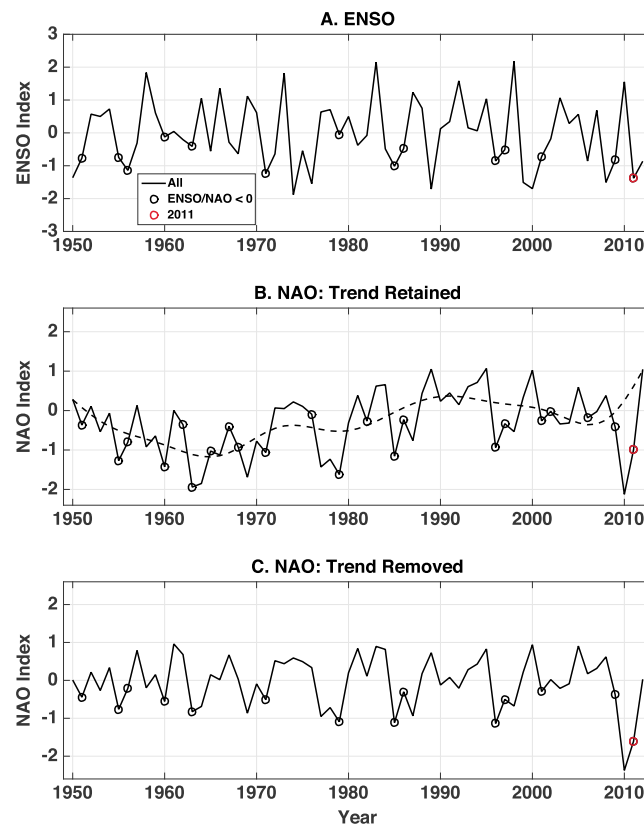 A. ENSO
3
2
1
0
-1
-2
-3
ENSO Index
All
ENSO/NAO < 0
2011
1950 1960 1970 1980 1990 2000 2010
B. NAO: Trend Retained
2
1
0
-1
-2
NAO Index
1950 1960 1970 1980 1990 2000 2010
C. NAO: Trend Removed
2
1
0
-1
-2
NAO Index
1950 1960 1970 1980 1990 2000 2010
Year